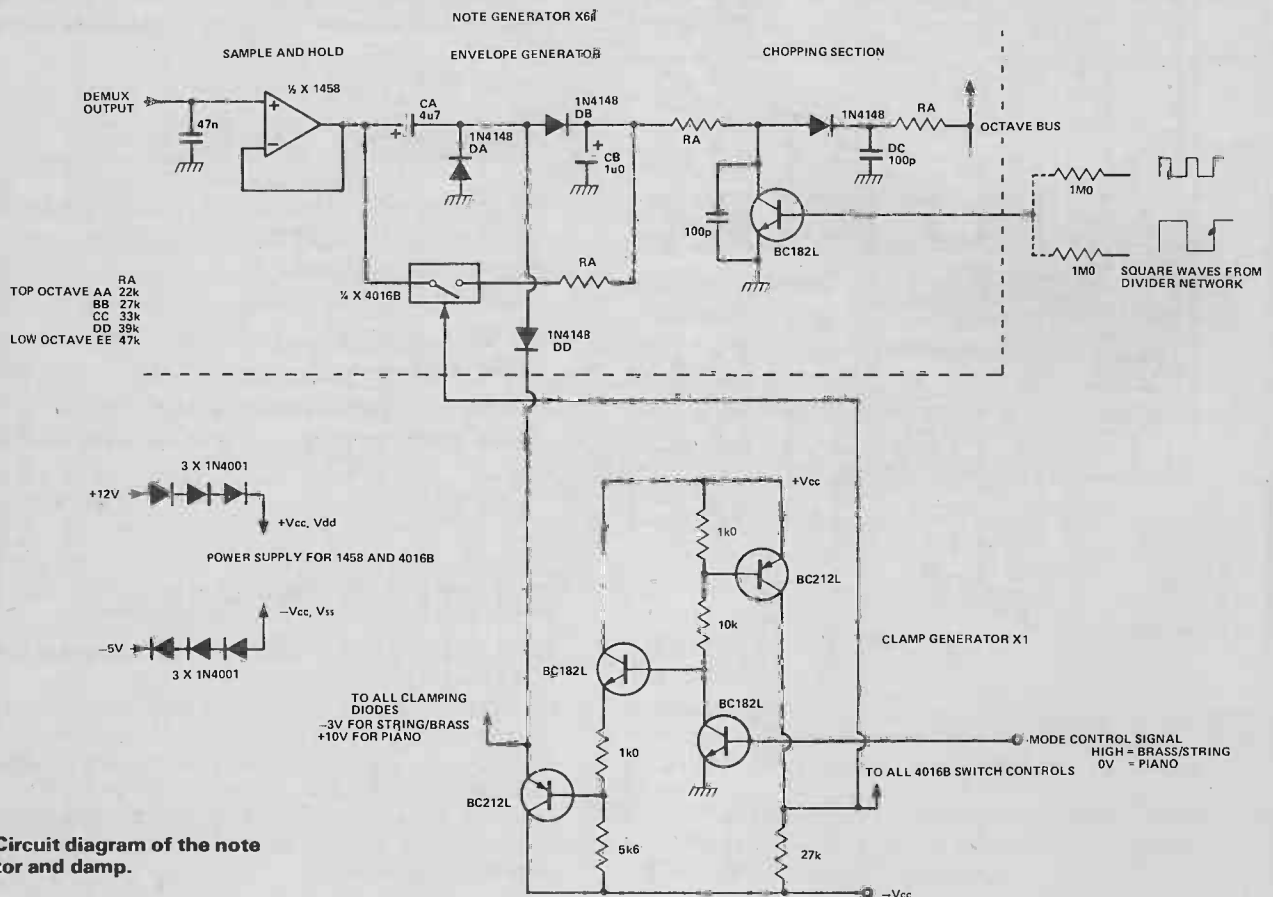 NOTE GENERATOR X61
SAMPLE AND HOLD
ENVELOPE GENERATOR
CHOPPING SECTION
DEMUX
OUTPUT
47n
½ X 1458
+
−
CA
4u7
+
1N4148
DA
1N4148
DB
+
CB
1u0
RA
1N4148
DC
100p
RA
OCTAVE BUS
100p
BC182L
1M0
1M0
SQUARE WAVES FROM
DIVIDER NETWORK
¼ X 4016B
RA
1N4148
DD
RA
TOP OCTAVE AA 22k
BB 27k
CC 33k
DD 39k
LOW OCTAVE EE 47k
3 X 1N4001
+12V
+Vcc, Vdd
POWER SUPPLY FOR 1458 AND 4016B
−Vcc, Vss
−5V
3 X 1N4001
+Vcc
1k0
BC212L
10k
CLAMP GENERATOR X1
BC182L
BC182L
TO ALL CLAMPING
DIODES
−3V FOR STRING/BRASS
+10V FOR PIANO
1k0
MODE CONTROL SIGNAL
HIGH = BRASS/STRING
0V = PIANO
TO ALL 4016B SWITCH CONTROLS
BC212L
5k6
27k
−Vcc
Circuit diagram of the note
tor and damp.